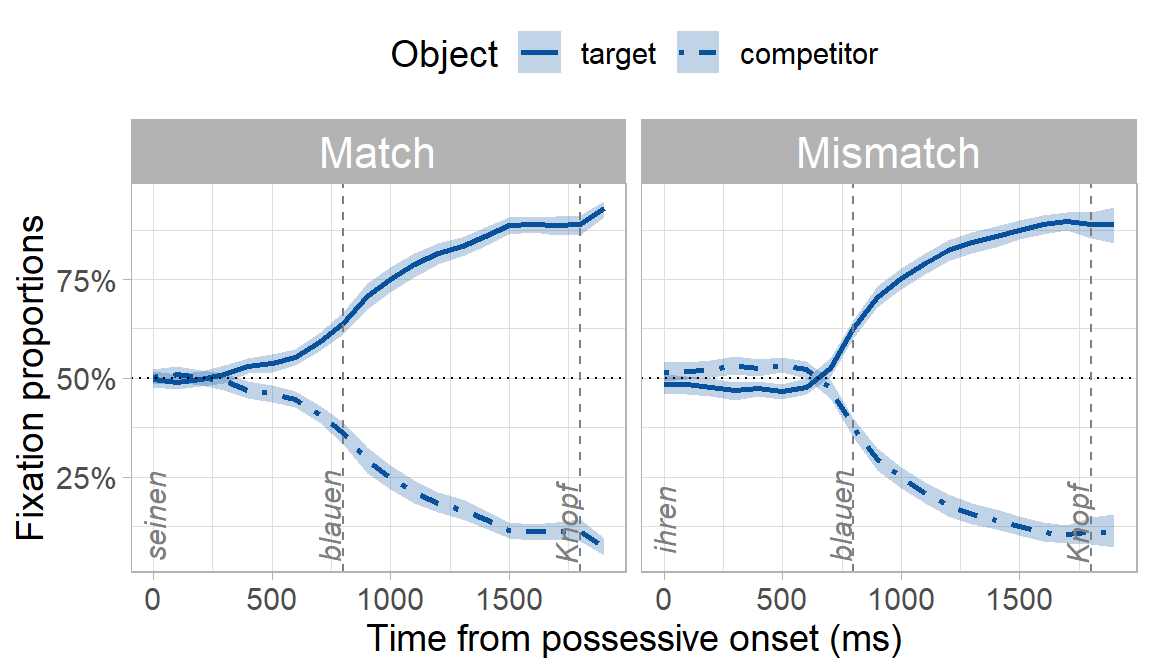 Object target competitor
Match Mismatch
Fixation proportions
75%
50%
25%
seinen blauen Knopf ihren blauen Knopf
0 500 1000 1500 0 500 1000 1500
Time from possessive onset (ms)